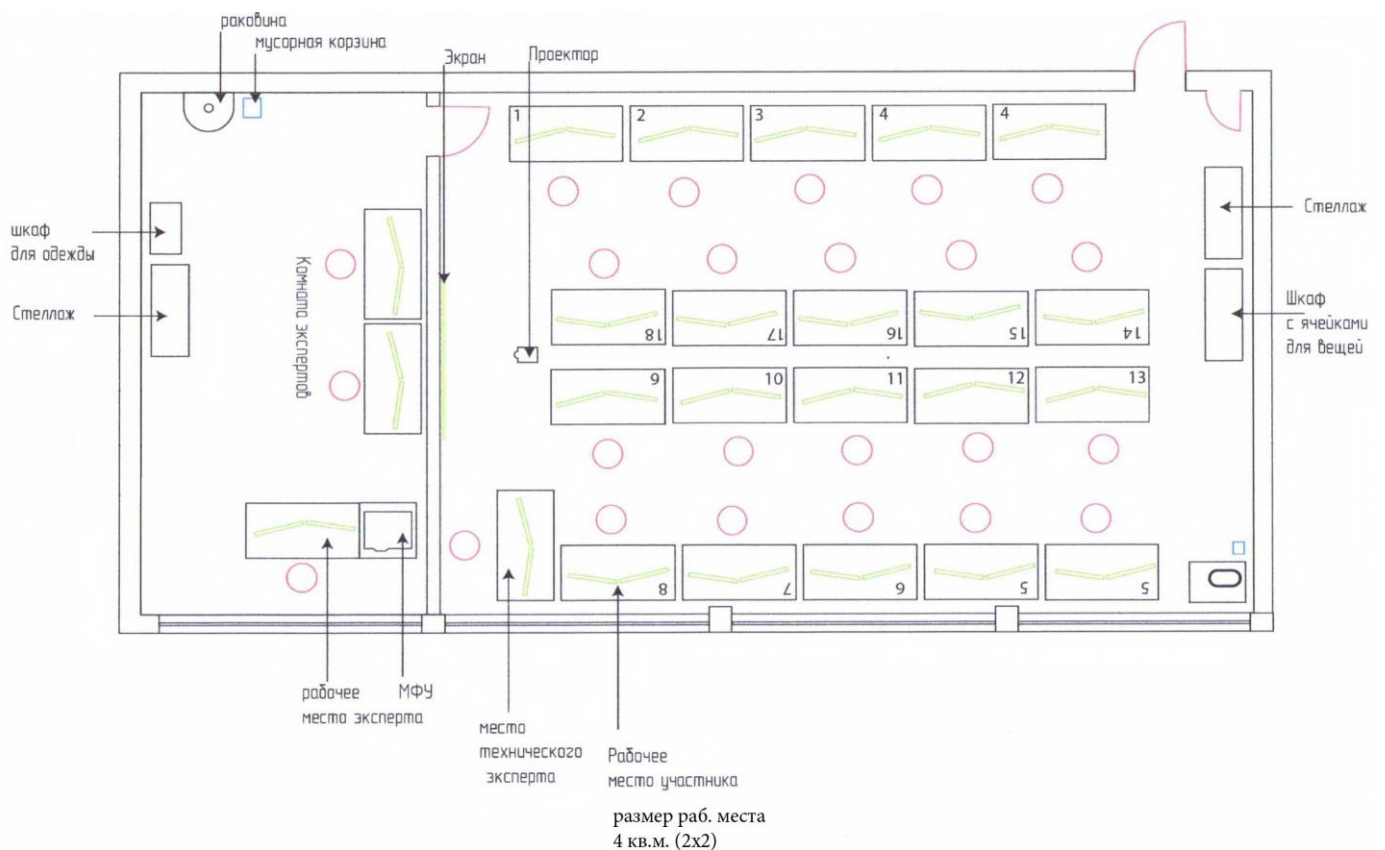 раковина
мусорная корзина
Экран
Проектор
1
2
3
4
4
шкаф
для одежды
Стеллаж
Комната экспертов
Стеллаж
Шкаф
с ячейками
для вещей
18
17
16
15
14
9
10
11
12
13
8
7
6
5
5
рабочее
место эксперта
МФУ
место
технического
эксперта
Рабочее
место участника
размер раб. места
4 кв.м. (2х2)